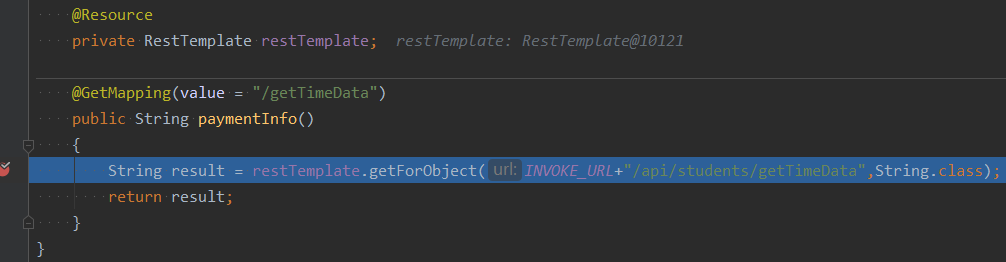 @Resource
private RestTemplate restTemplate; restTemplate: RestTemplate@10121
@GetMapping(value = "/getTimeData")
public String paymentInfo()
{
String result = restTemplate.getForObject( url: INVOKE_URL+"/api/students/getTimeData",String.class);
return result;
}
}